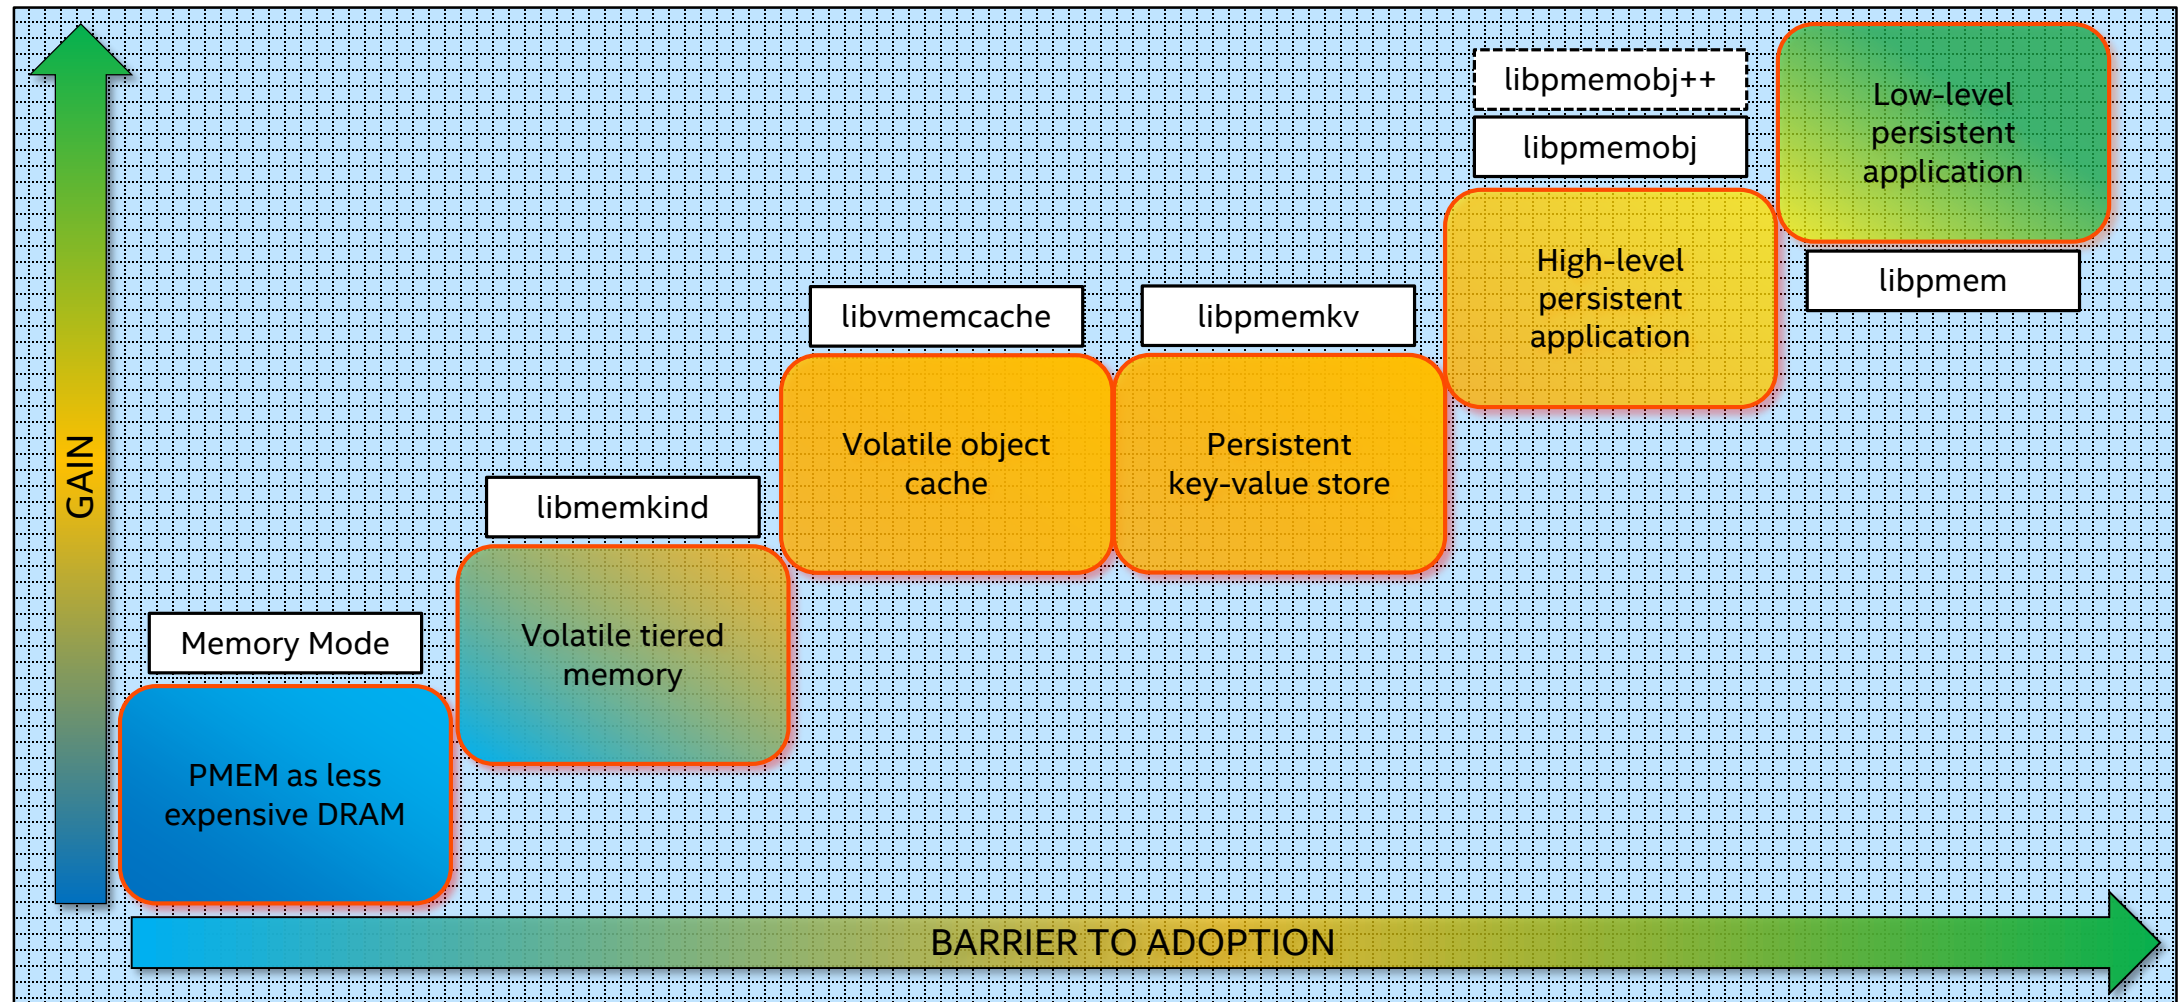 GAIN
Memory Mode
PMEM as less
expensive DRAM
libmemkind
Volatile tiered
memory
libvmemcache
Volatile object
cache
libpmemkv
Persistent
key-value store
libpmemobj++
libpmemobj
High-level
persistent
application
Low-level
persistent
application
libpmem
BARRIER TO ADOPTION